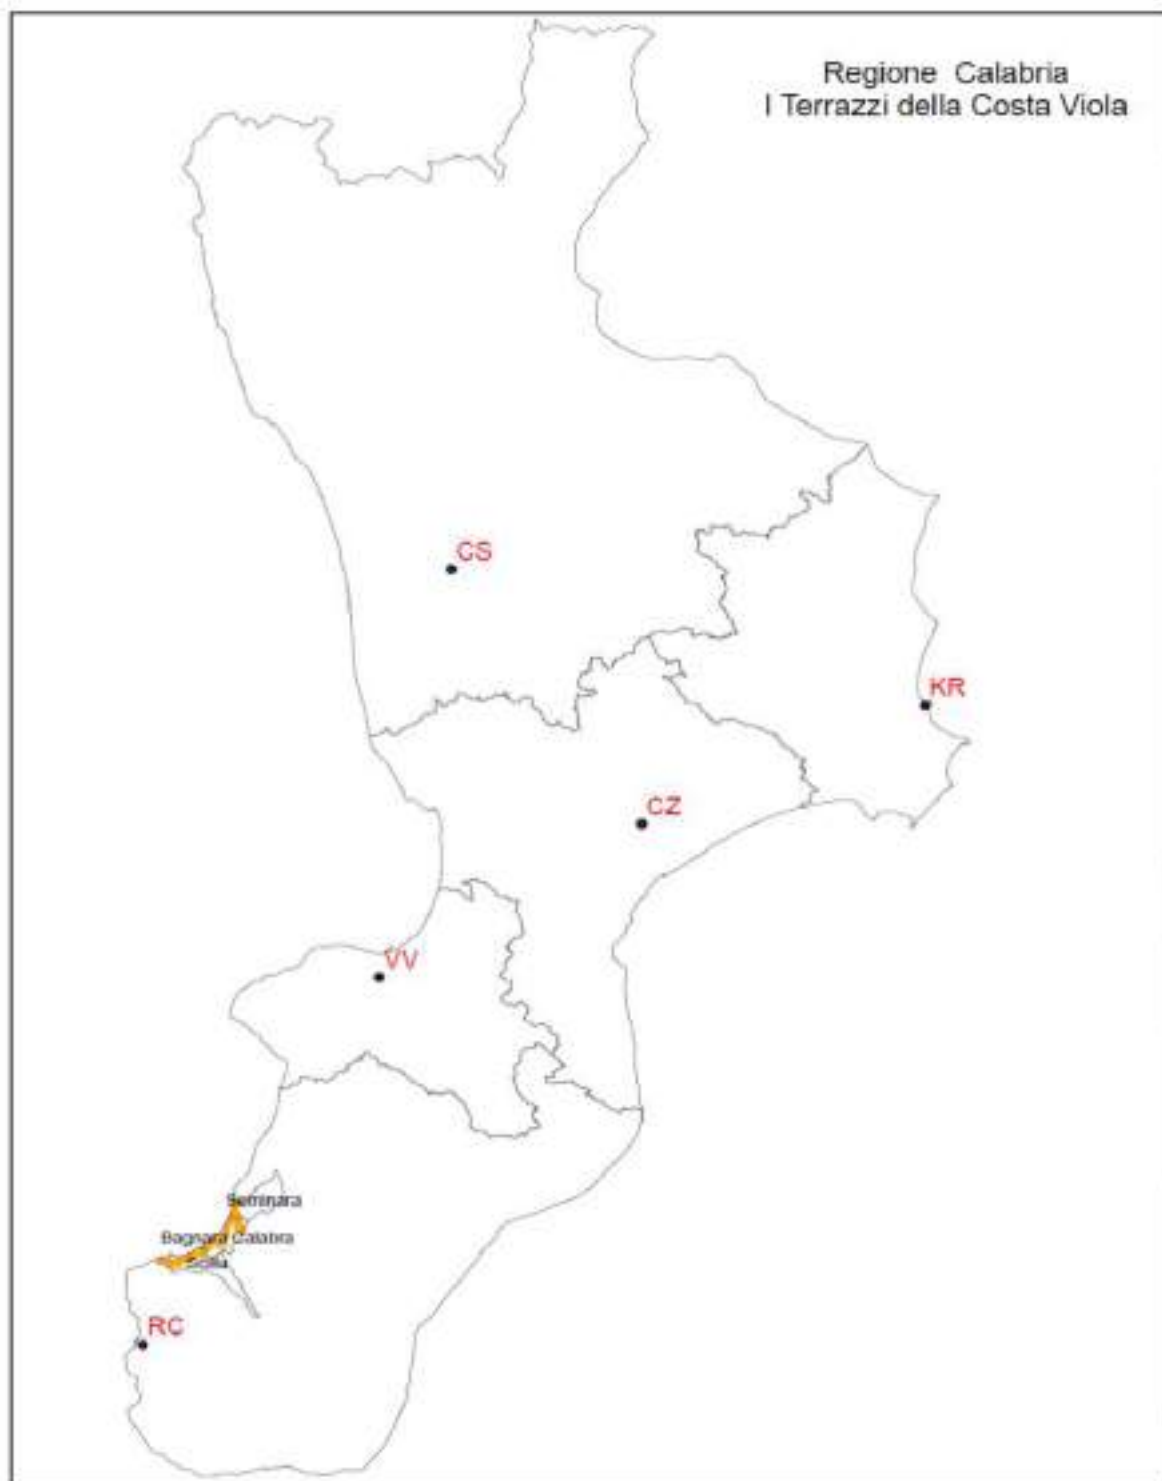 Regione Calabria
I Terrazzi della Costa Viola
CS
KR
CZ
VV
Seminara
Bagnara Calabra
Scilla
RC